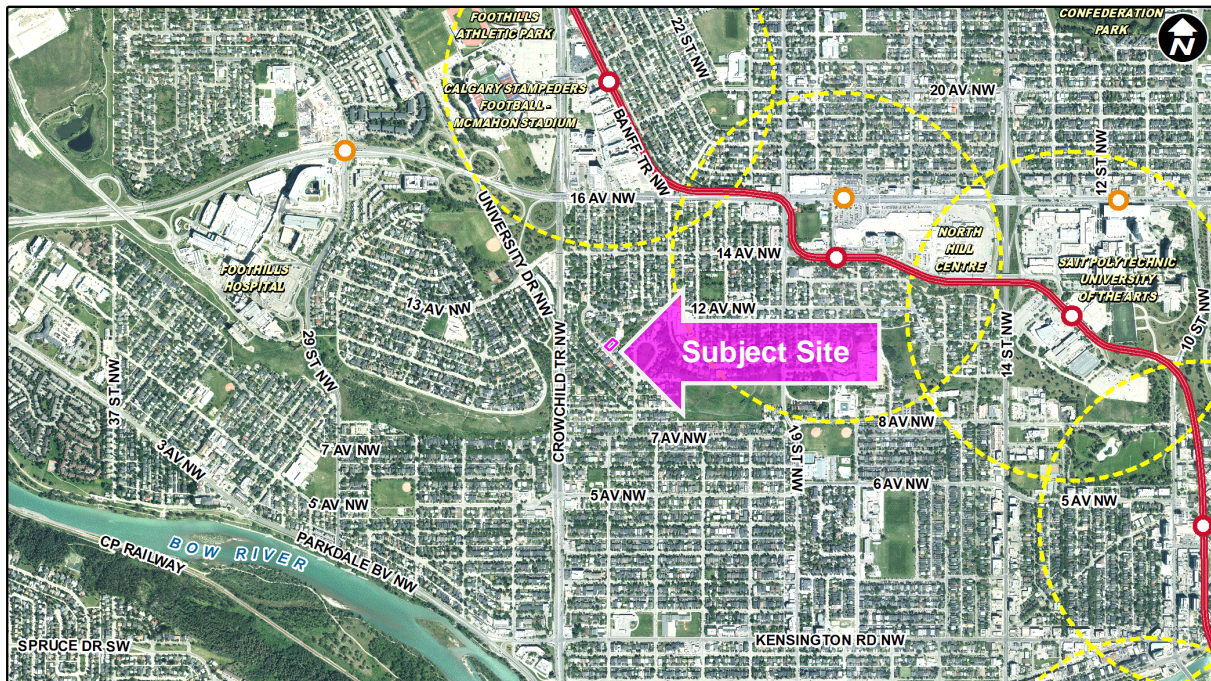 FOOTHILLS
ATHLETIC PARK
22 ST NW
CONFEDERATION
PARK
N
CALGARY STAMPEDERS
FOOTBALL -
MCMAHON STADIUM
20 AV NW
BANFF TR NW
12 ST NW
16 AV NW
UNIVERSITY DR NW
14 AV NW
NORTH
HILL
CENTRE
SAIT POLYTECHNIC
UNIVERSITY
OF THE ARTS
FOOTHILLS
HOSPITAL
13 AV NW
12 AV NW
10 ST NW
29 ST NW
CROWCHILD TR NW
Subject Site
14 ST NW
37 ST NW
3 AV NW
7 AV NW
7 AV NW
19 ST NW
8 AV NW
5 AV NW
5 AV NW
6 AV NW
5 AV NW
BOW RIVER
CP RAILWAY
PARKDALE BV NW
SPRUCE DR SW
KENSINGTON RD NW